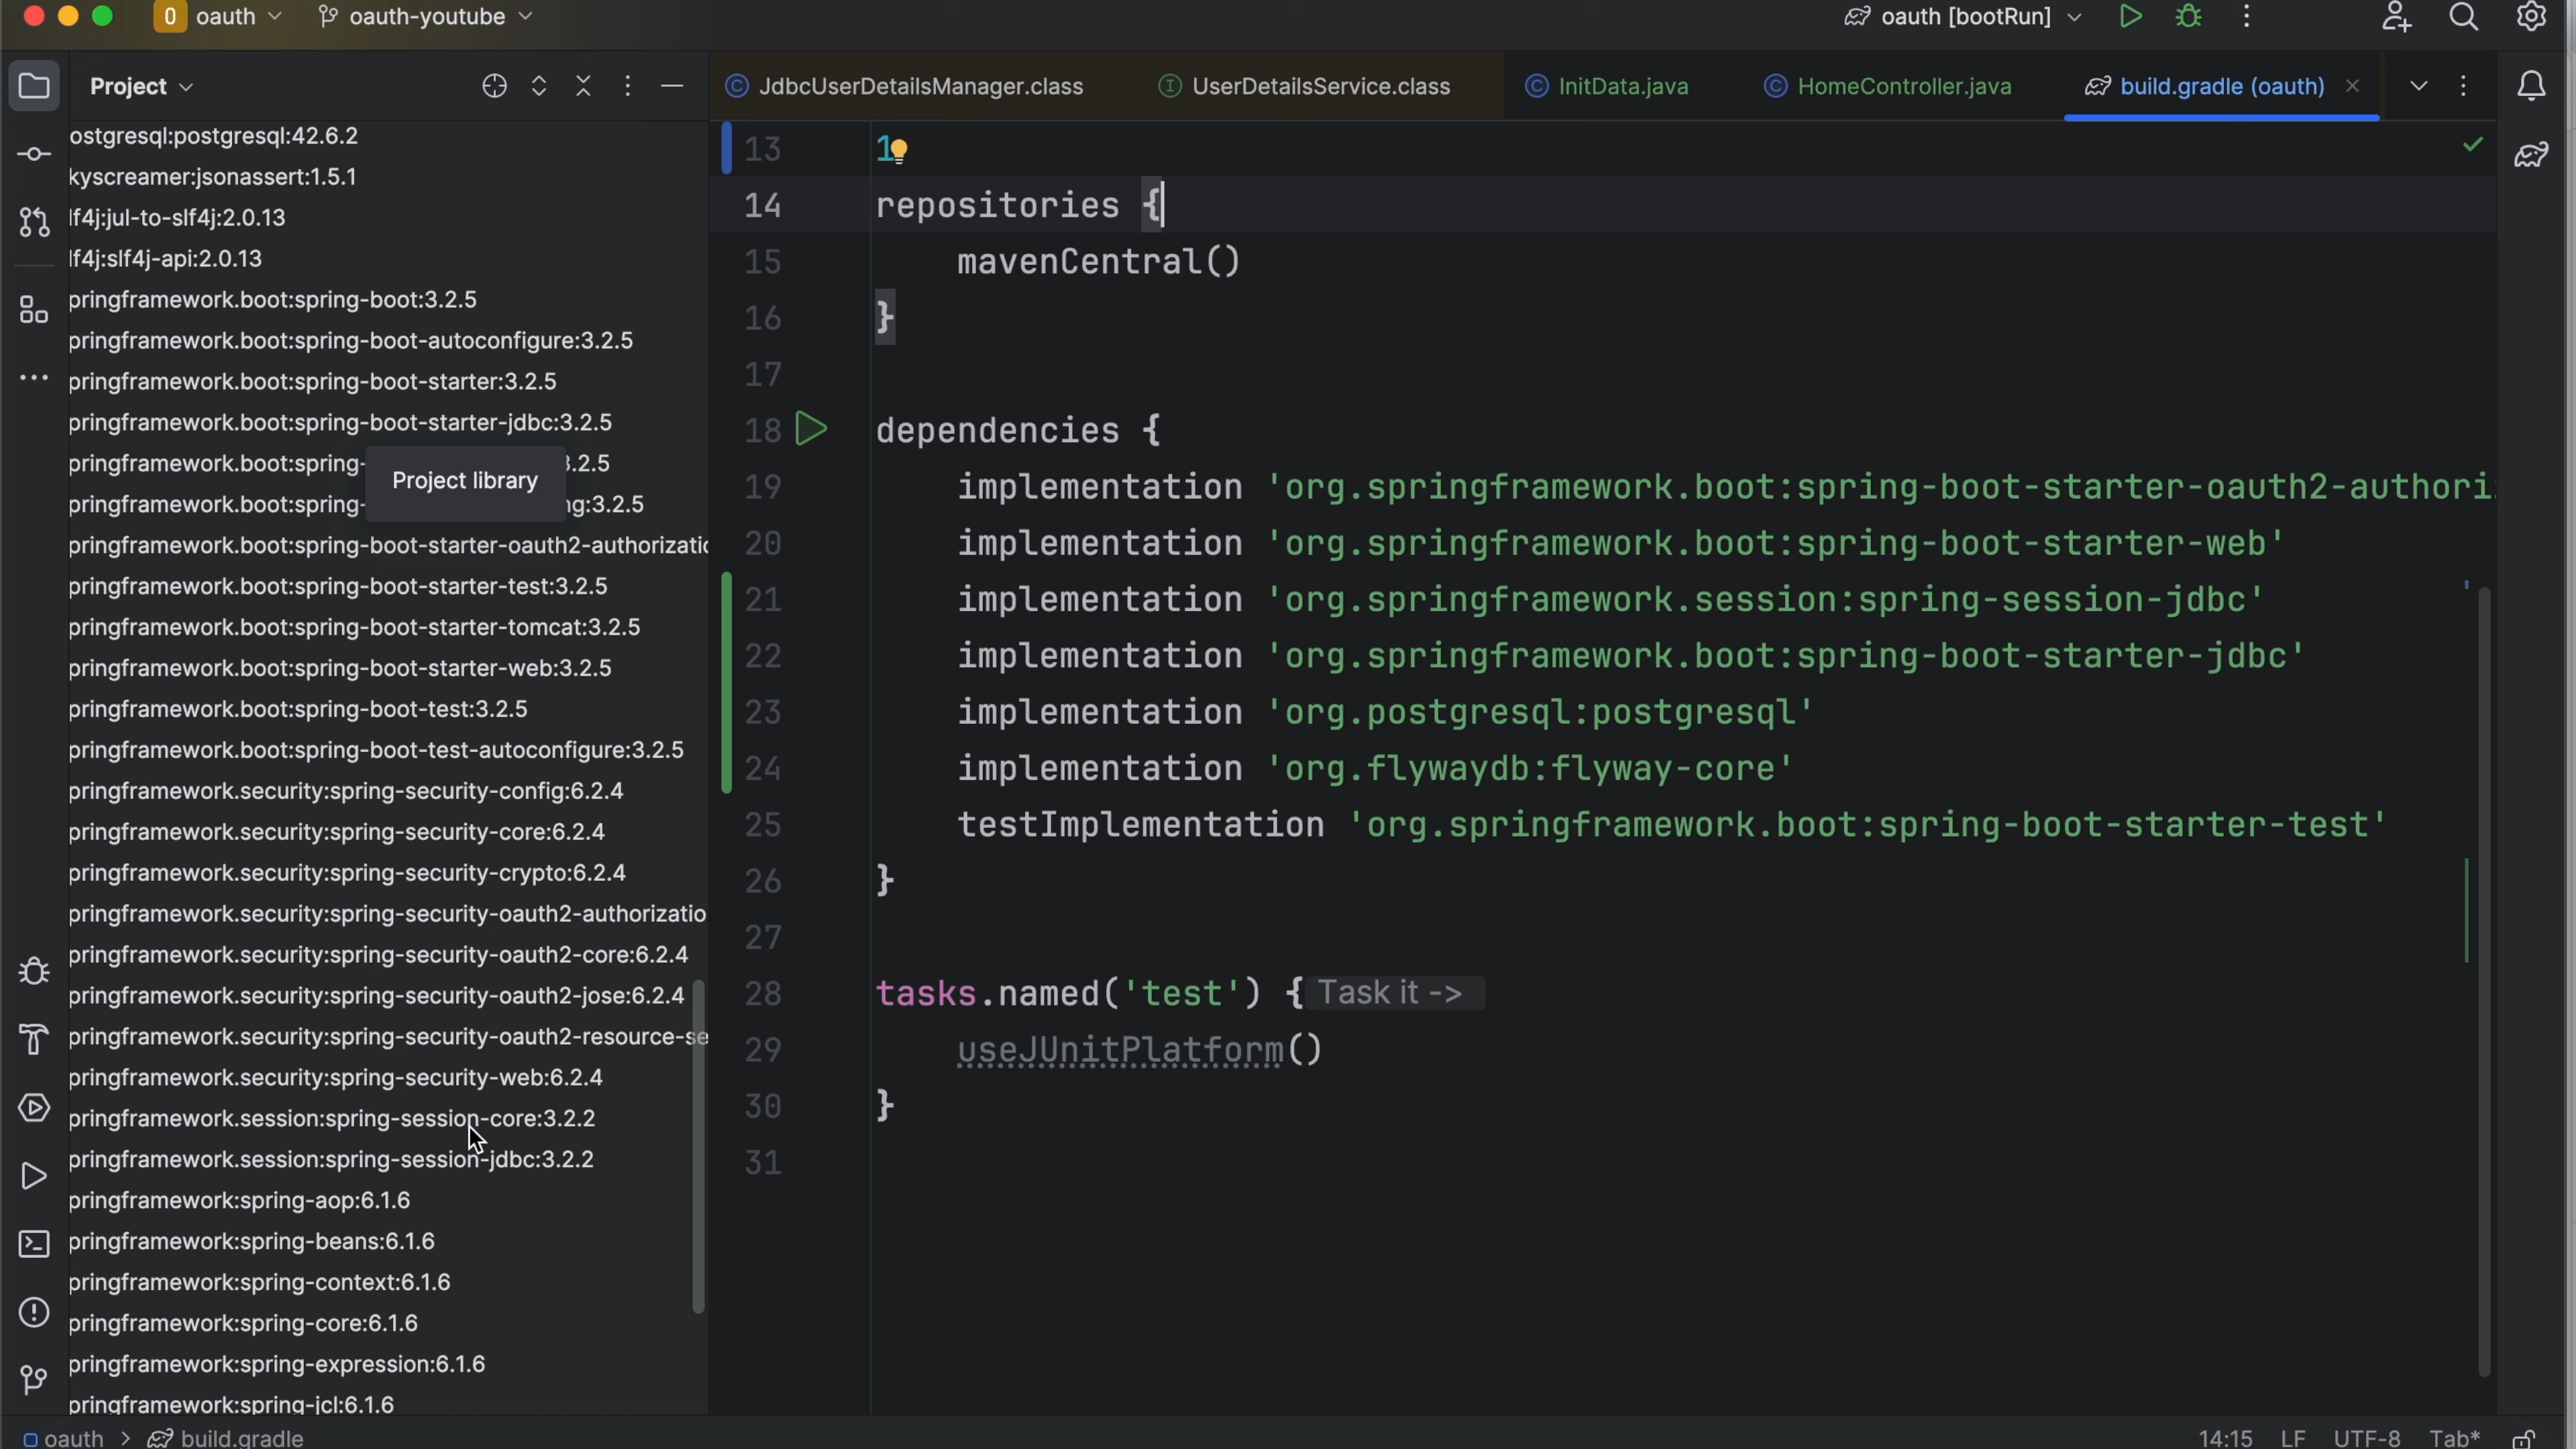 O oauth oauth-youtube oauth [bootRun]
Project
JdbcUserDetailsManager.class UserDetailsService.class InitData.java HomeController.java build.gradle (oauth)
ostgresql:postgresql:42.6.2
kyscreamer:jsonassert:1.5.1
lf4j:jul-to-slf4j:2.0.13
lf4j:slf4j-api:2.0.13
pringframework.boot:spring-boot:3.2.5
pringframework.boot:spring-boot-autoconfigure:3.2.5
pringframework.boot:spring-boot-starter:3.2.5
pringframework.boot:spring-boot-starter-jdbc:3.2.5
pringframework.boot:spring- 3.2.5
Project library
pringframework.boot:spring- ng:3.2.5
pringframework.boot:spring-boot-starter-oauth2-authorizatio
pringframework.boot:spring-boot-starter-test:3.2.5
pringframework.boot:spring-boot-starter-tomcat:3.2.5
pringframework.boot:spring-boot-starter-web:3.2.5
pringframework.boot:spring-boot-test:3.2.5
pringframework.boot:spring-boot-test-autoconfigure:3.2.5
pringframework.security:spring-security-config:6.2.4
pringframework.security:spring-security-core:6.2.4
pringframework.security:spring-security-crypto:6.2.4
pringframework.security:spring-security-oauth2-authorizatio
pringframework.security:spring-security-oauth2-core:6.2.4
pringframework.security:spring-security-oauth2-jose:6.2.4
pringframework.security:spring-security-oauth2-resource-se
pringframework.security:spring-security-web:6.2.4
pringframework.session:spring-session-core:3.2.2
pringframework.session:spring-session-jdbc:3.2.2
pringframework:spring-aop:6.1.6
pringframework:spring-beans:6.1.6
pringframework:spring-context:6.1.6
pringframework:spring-core:6.1.6
pringframework:spring-expression:6.1.6
pringframework:spring-jcl:6.1.6
13 1
14 repositories {
15 mavenCentral()
16 }
17
18 dependencies {
19 implementation 'org.springframework.boot:spring-boot-starter-oauth2-authori
20 implementation 'org.springframework.boot:spring-boot-starter-web'
21 implementation 'org.springframework.session:spring-session-jdbc'
22 implementation 'org.springframework.boot:spring-boot-starter-jdbc'
23 implementation 'org.postgresql:postgresql'
24 implementation 'org.flywaydb:flyway-core'
25 testImplementation 'org.springframework.boot:spring-boot-starter-test'
26 }
27
28 tasks.named('test') { Task it ->
29 useJUnitPlatform()
30 }
31
oauth > build.gradle 14:15 LF UTF-8 Tab*